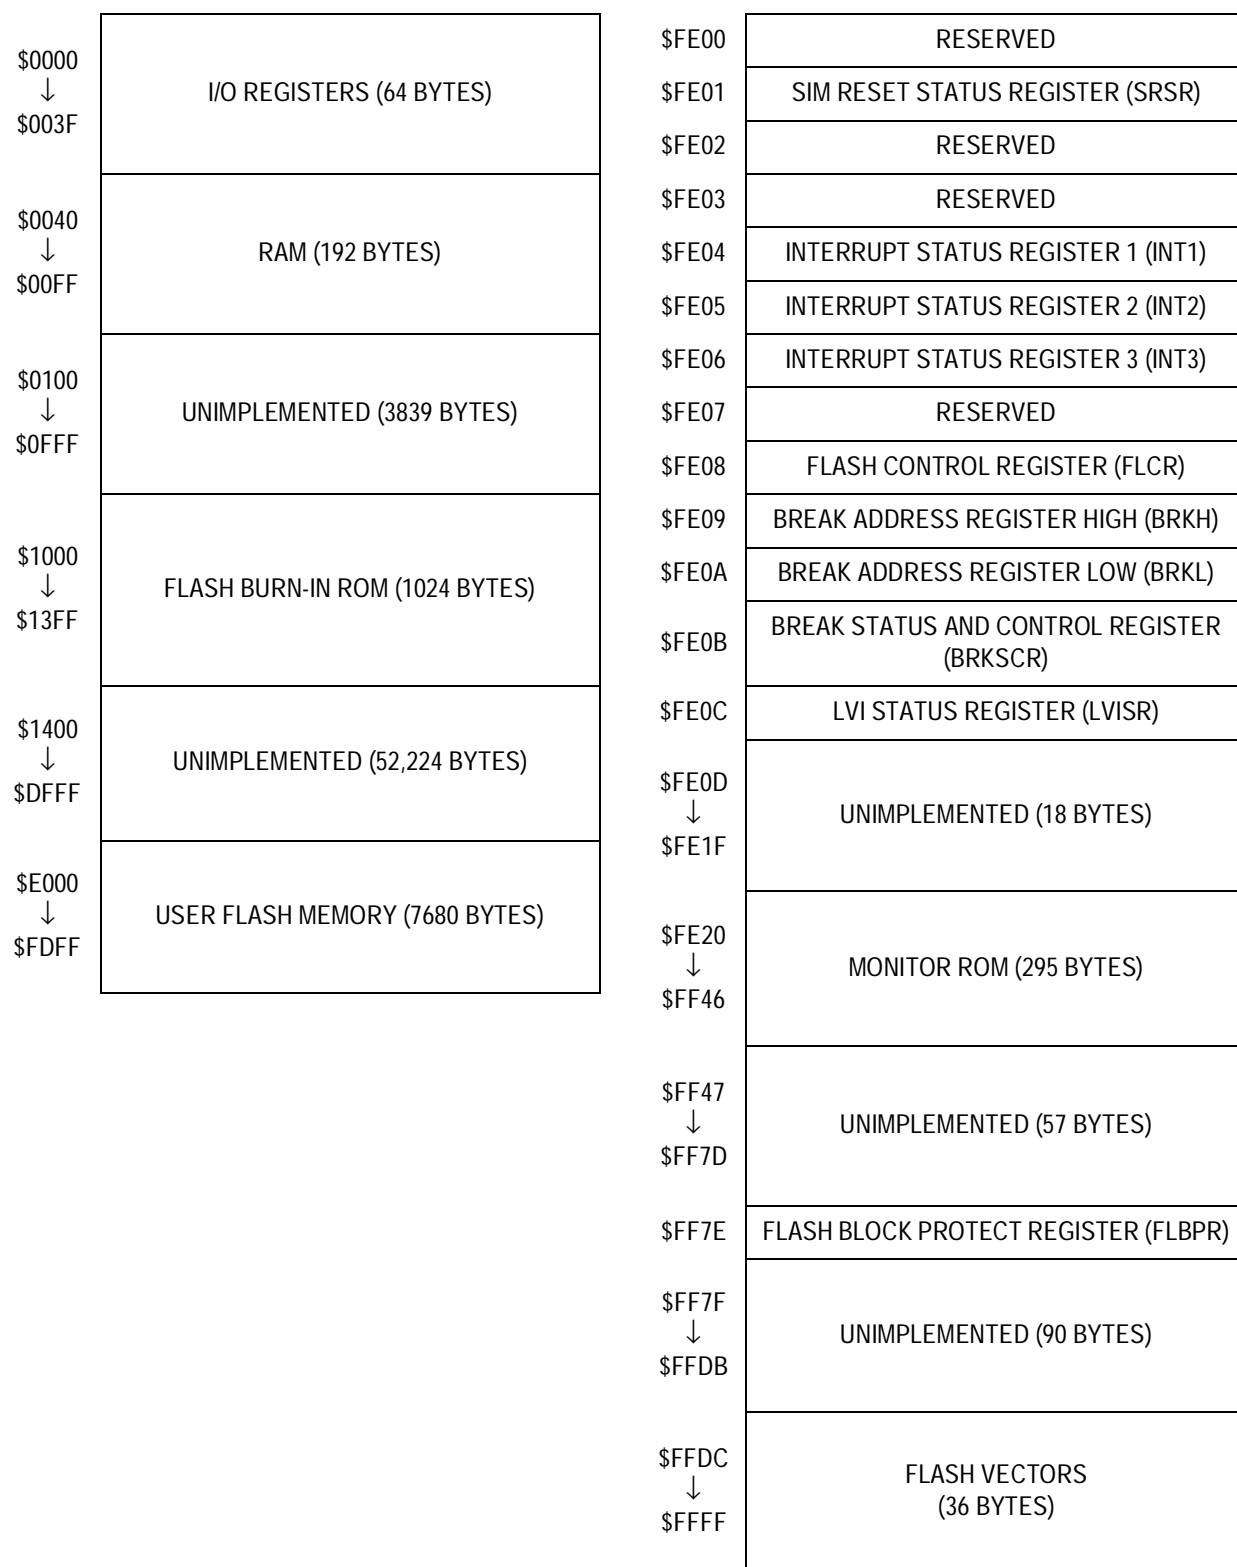 $0000
↓
$003F
I/O REGISTERS (64 BYTES)
$0040
↓
$00FF
RAM (192 BYTES)
$0100
↓
$0FFF
UNIMPLEMENTED (3839 BYTES)
$1000
↓
$13FF
FLASH BURN-IN ROM (1024 BYTES)
$1400
↓
$DFFF
UNIMPLEMENTED (52,224 BYTES)
$E000
↓
$FDFF
USER FLASH MEMORY (7680 BYTES)
$FE00 RESERVED
$FE01 SIM RESET STATUS REGISTER (SRSR)
$FE02 RESERVED
$FE03 RESERVED
$FE04 INTERRUPT STATUS REGISTER 1 (INT1)
$FE05 INTERRUPT STATUS REGISTER 2 (INT2)
$FE06 INTERRUPT STATUS REGISTER 3 (INT3)
$FE07 RESERVED
$FE08 FLASH CONTROL REGISTER (FLCR)
$FE09 BREAK ADDRESS REGISTER HIGH (BRKH)
$FE0A BREAK ADDRESS REGISTER LOW (BRKL)
$FE0B BREAK STATUS AND CONTROL REGISTER
(BRKSCR)
$FE0C LVI STATUS REGISTER (LVISR)
$FE0D
↓
$FE1F
UNIMPLEMENTED (18 BYTES)
$FE20
↓
$FF46
MONITOR ROM (295 BYTES)
$FF47
↓
$FF7D
UNIMPLEMENTED (57 BYTES)
$FF7E FLASH BLOCK PROTECT REGISTER (FLBPR)
$FF7F
↓
$FFDB
UNIMPLEMENTED (90 BYTES)
$FFDC
↓
$FFFF
FLASH VECTORS
(36 BYTES)